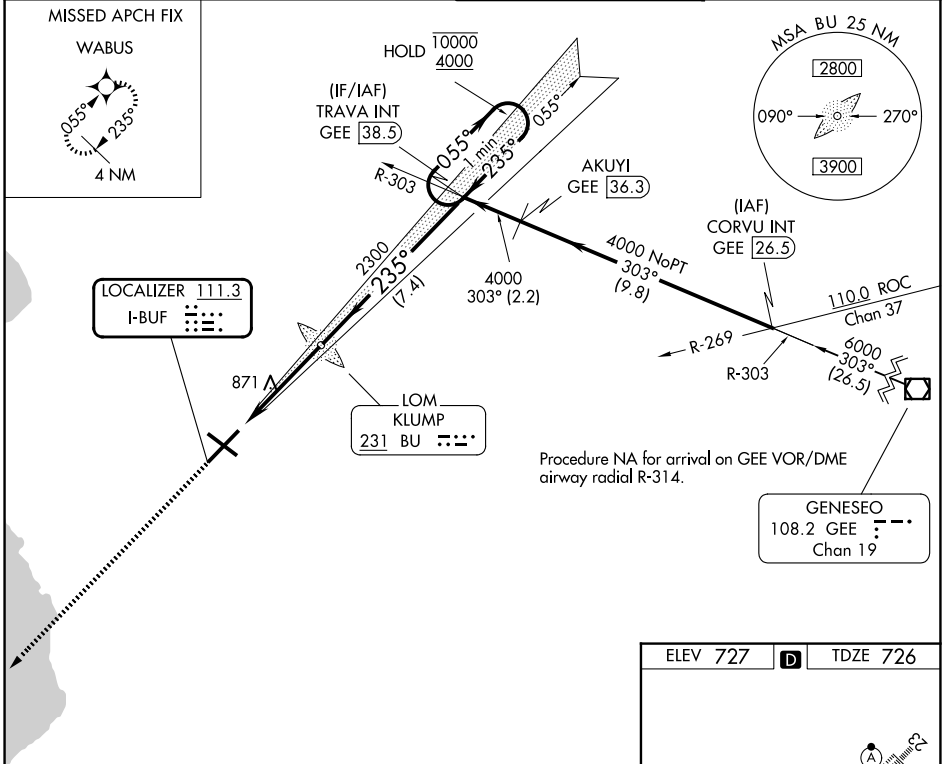 MISSED APCH FIX
WABUS
055°
235°
4 NM
HOLD 10000
4000
(IF/IAF)
TRAVA INT
GEE 38.5
R-303
055°
1 min
235°
055°
MSA BU 25 NM
2800
090°
270°
3900
AKUYI
GEE 36.3
(IAF)
CORVU INT
GEE 26.5
4000 NoPT
303°
(9.8)
4000
303° (2.2)
2300
235°
(7.4)
LOCALIZER 111.3
I-BUF
110.0 ROC
Chan 37
R-269
R-303
6000
303°
(26.5)
871
LOM
KLUMP
231 BU
Procedure NA for arrival on GEE VOR/DME
airway radial R-314.
GENESEO
108.2 GEE
Chan 19
ELEV 727 D TDZE 726
A
23